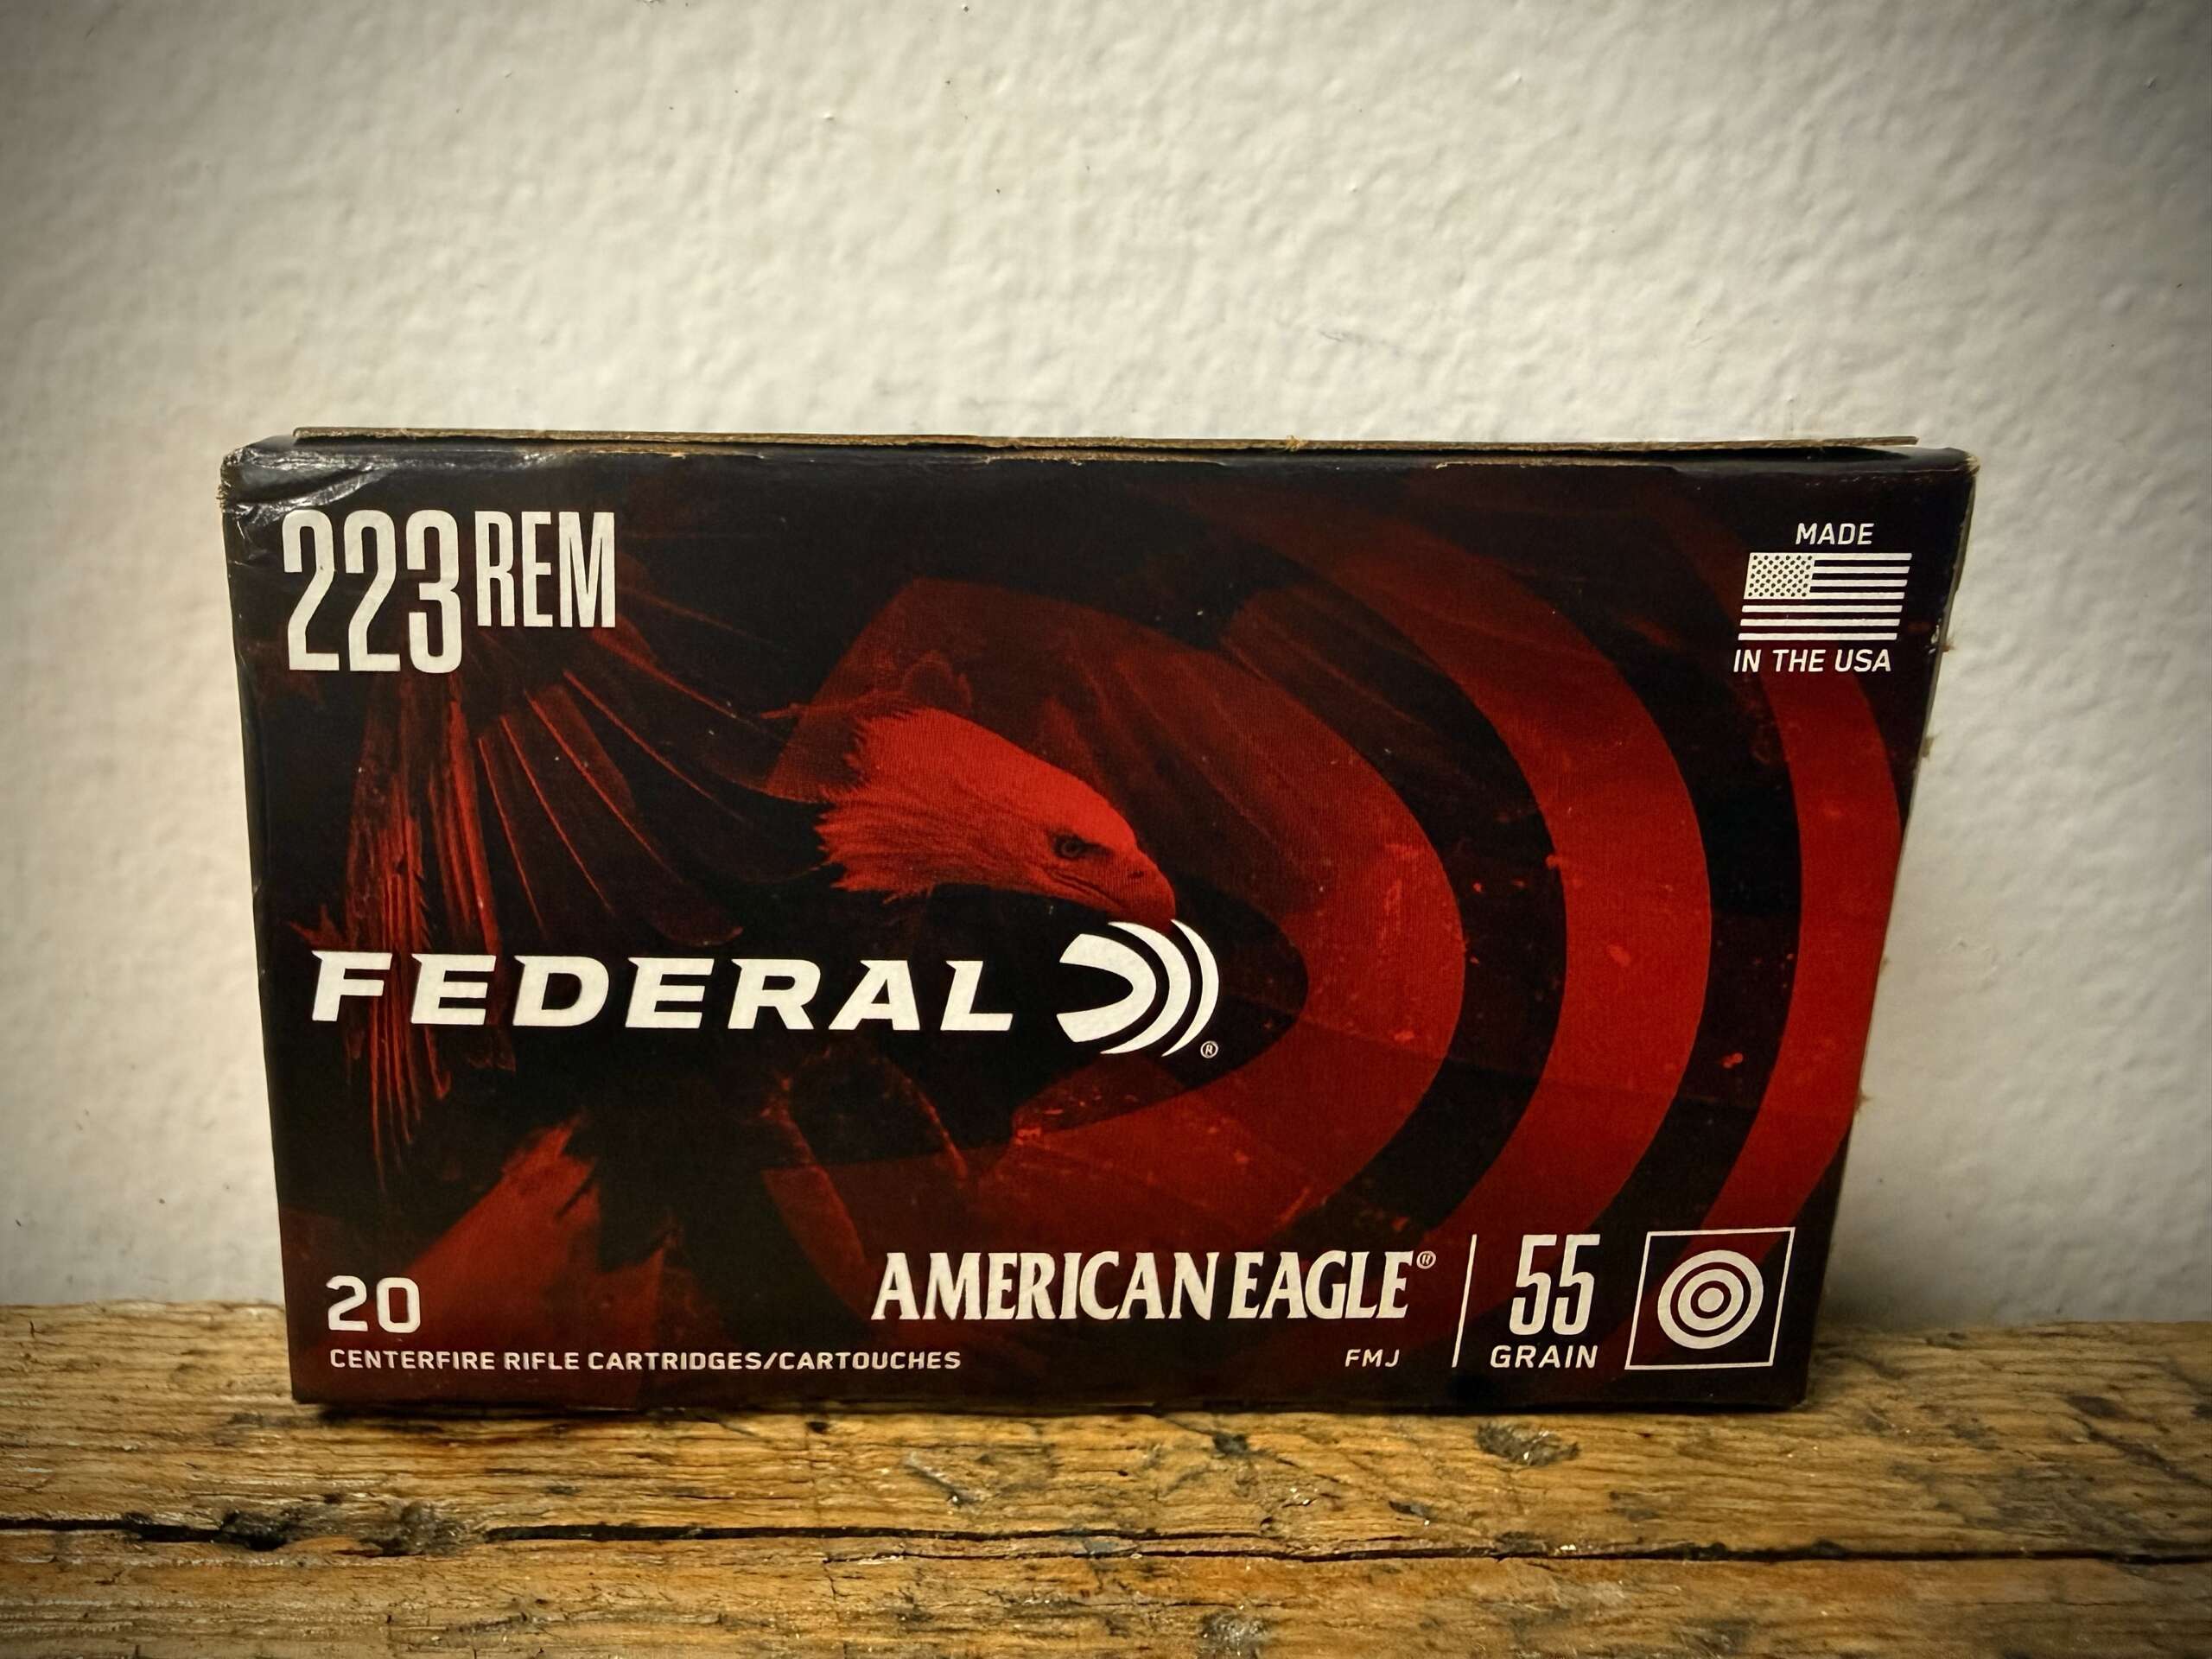 223 REM
MADE
IN THE USA
FEDERAL ®
20
CENTERFIRE RIFLE CARTRIDGES/CARTOUCHES
AMERICAN EAGLE®
FMJ
55
GRAIN